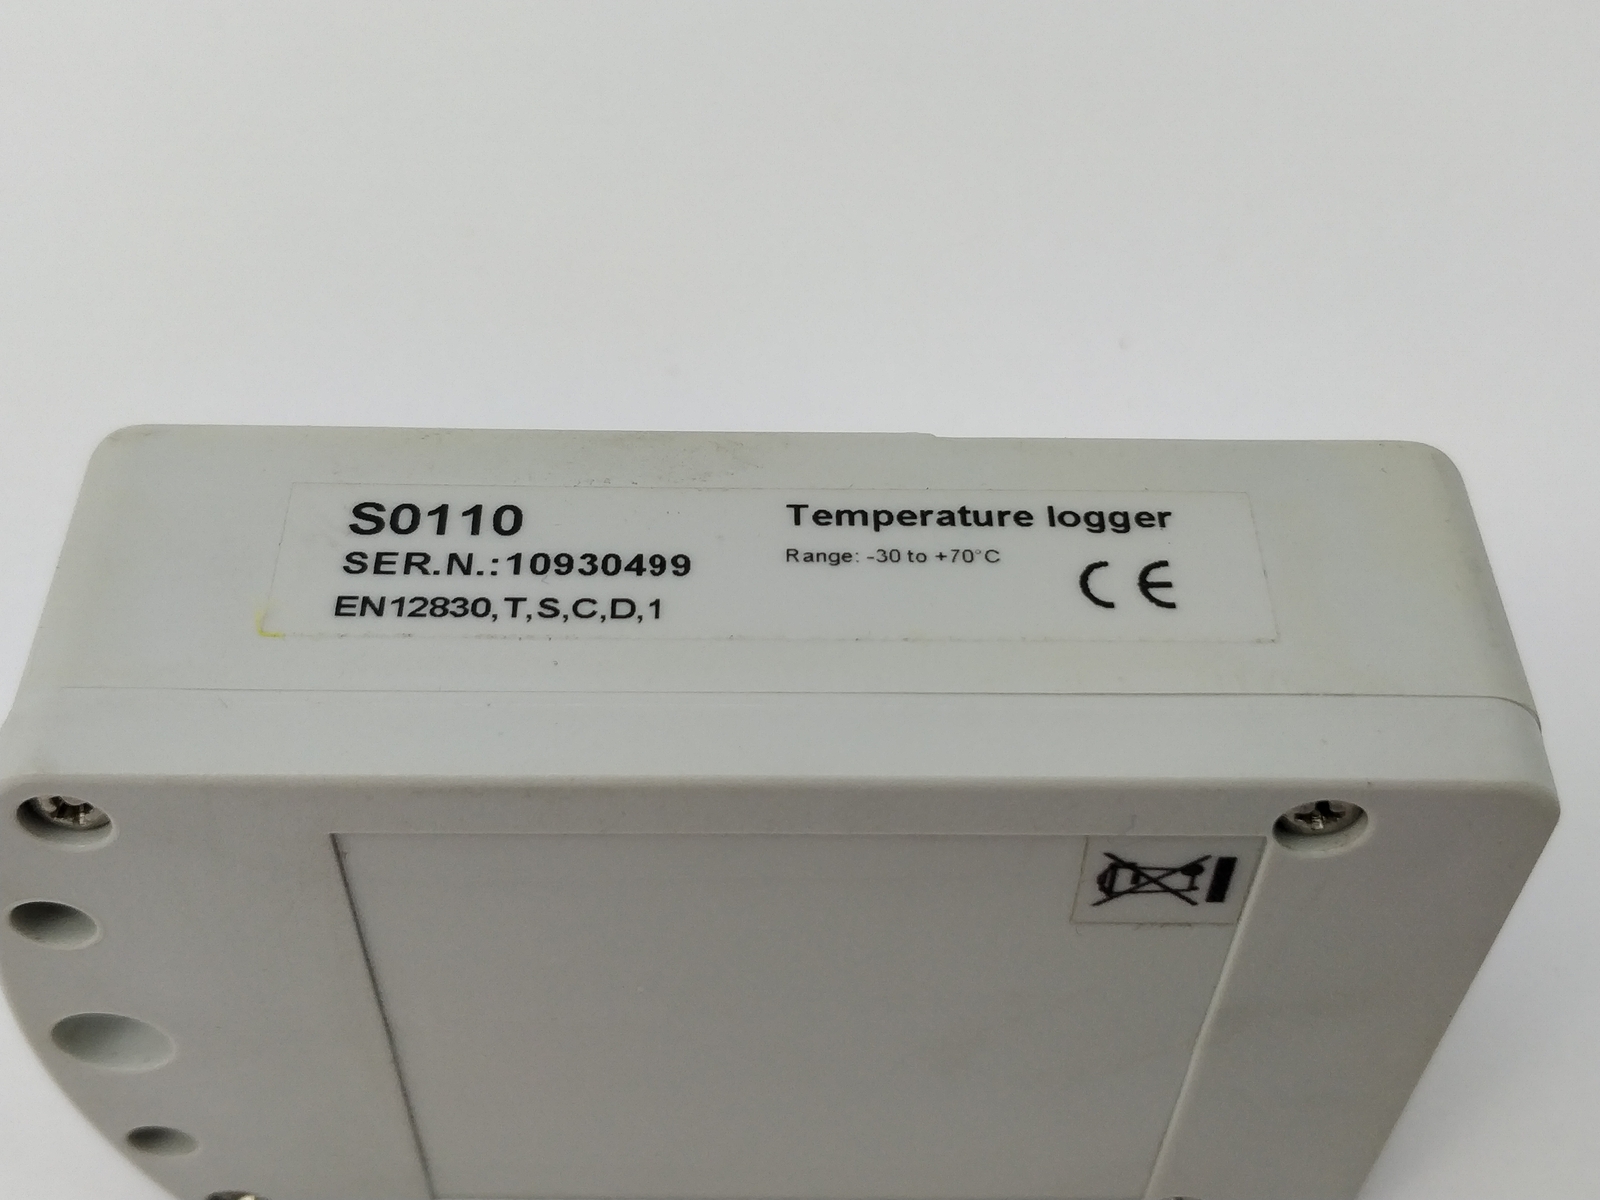 S0110
SER.N.:10930499
EN12830,T,S,C,D,1
Temperature logger
Range: -30 to +70°C
CE